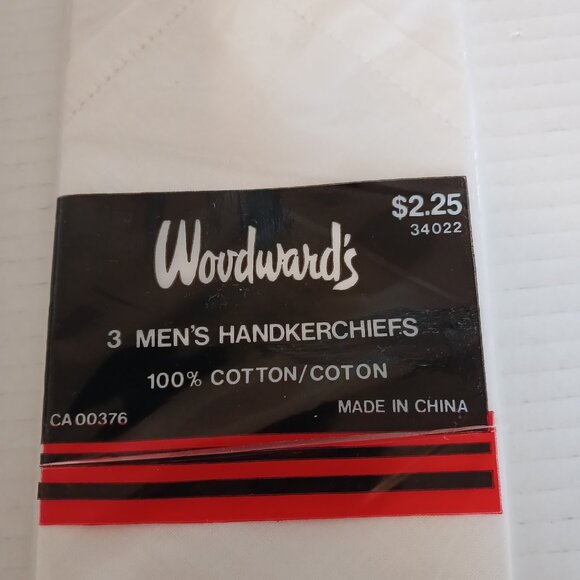 $2.25
34022
Woodward's
3 MEN'S HANDKERCHIEFS
100% COTTON/COTON
CA 00376
MADE IN CHINA